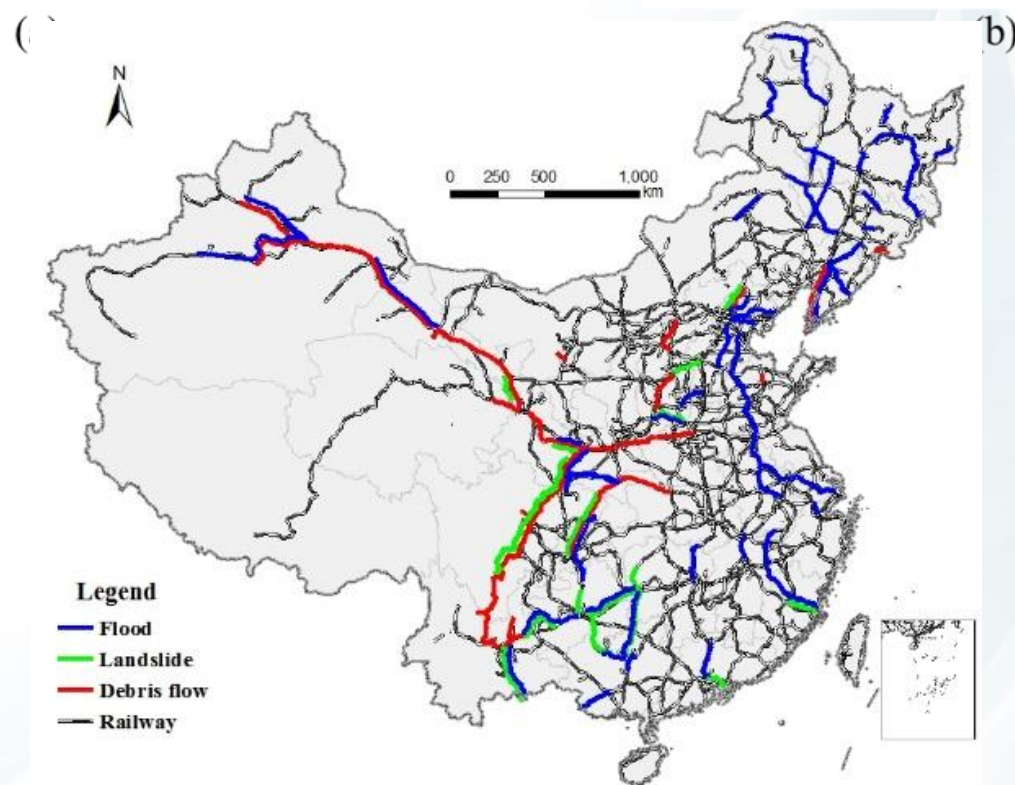 (
b)
N
0 250 500 1,000
km
Legend
Flood
Landslide
Debris flow
Railway